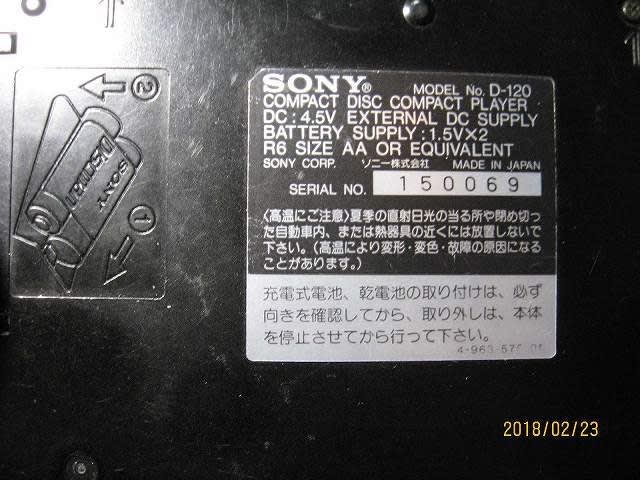 SONY®
MODEL No. D-120
COMPACT DISC COMPACT PLAYER
DC: 4.5V EXTERNAL DC SUPPLY
BATTERY SUPPLY: 1.5V×2
R6 SIZE AA OR EQUIVALENT
SONY CORP. ソニー株式会社 MADE IN JAPAN
SERIAL NO. 150069
〈高温にご注意〉夏季の直射日光の当る所や閉め切っ
た自動車内、または熱器具の近くには放置しないで
下さい。(高温により変形・変色・故障の原因になる
ことがあります。)
充電式電池、乾電池の取り付けは、必ず
向きを確認してから、取り外しは、本体
を停止させてから行って下さい。
②
Discman
SONY
①
2018/02/23